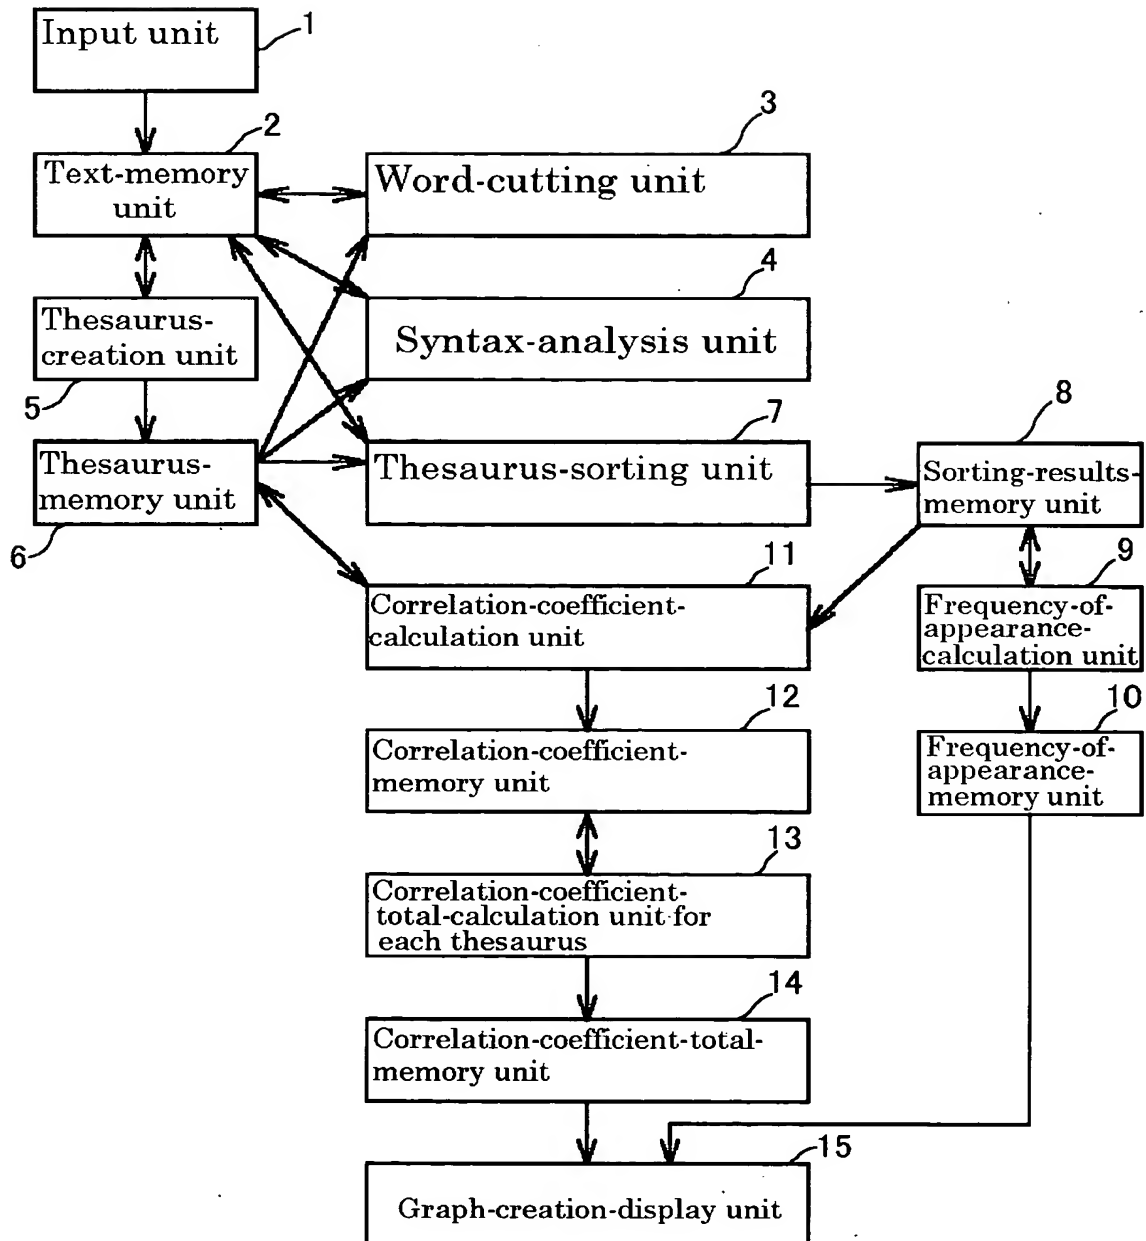 Input unit
1
2
Text-memory
unit
3
Word-cutting unit
4
Syntax-analysis unit
Thesaurus-
creation unit
5
Thesaurus-
memory unit
6
7
Thesaurus-sorting unit
8
Sorting-results-
memory unit
9
Frequency-of-
appearance-
calculation unit
10
Frequency-of-
appearance-
memory unit
11
Correlation-coefficient-
calculation unit
12
Correlation-coefficient-
memory unit
13
Correlation-coefficient-
total-calculation unit for
each thesaurus
14
Correlation-coefficient-total-
memory unit
15
Graph-creation-display unit